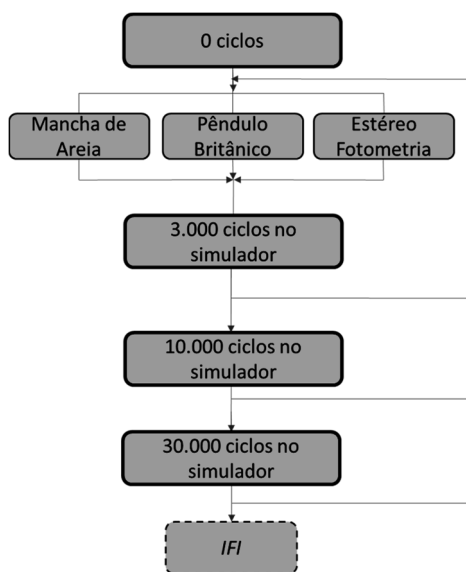 0 ciclos
Mancha de
Areia
Pêndulo
Britânico
Estéreo
Fotometria
3.000 ciclos no
simulador
10.000 ciclos no
simulador
30.000 ciclos no
simulador
IFI